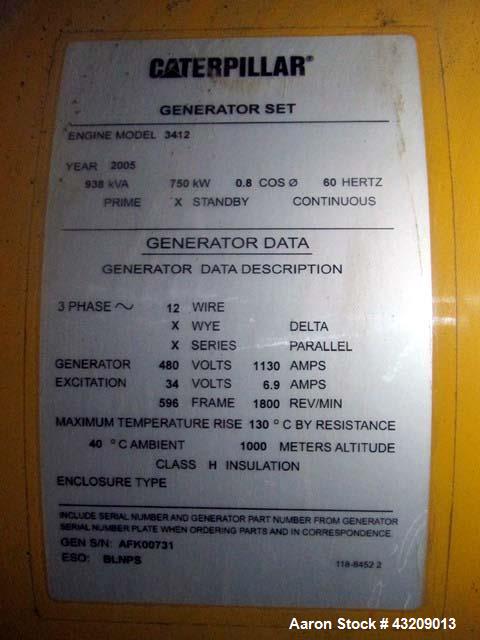 CATERPILLAR®
GENERATOR SET
ENGINE MODEL 3412
YEAR 2005
938 kVA 750 kW 0.8 COS Ø 60 HERTZ
PRIME X STANDBY CONTINUOUS
GENERATOR DATA
GENERATOR DATA DESCRIPTION
3 PHASE ~ 12 WIRE
X WYE DELTA
X SERIES PARALLEL
GENERATOR 480 VOLTS 1130 AMPS
EXCITATION 34 VOLTS 6.9 AMPS
596 FRAME 1800 REV/MIN
MAXIMUM TEMPERATURE RISE 130 ° C BY RESISTANCE
40 ° C AMBIENT 1000 METERS ALTITUDE
CLASS H INSULATION
ENCLOSURE TYPE
INCLUDE SERIAL NUMBER AND GENERATOR PART NUMBER FROM GENERATOR
SERIAL NUMBER PLATE WHEN ORDERING PARTS AND IN CORRESPONDENCE.
GEN S/N: AFK00731
ESO: BLNPS
118-8452 2
Aaron Stock # 43209013